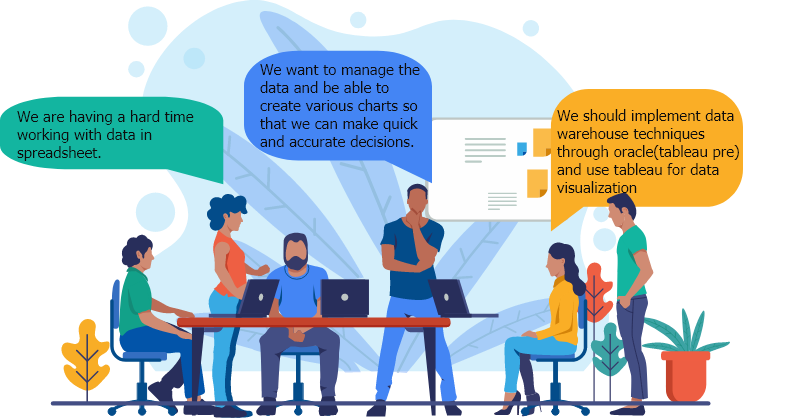 We are having a hard time
working with data in
spreadsheet.
We want to manage the
data and be able to
create various charts so
that we can make quick
and accurate decisions.
We should implement data
warehouse techniques
through oracle(tableau pre)
and use tableau for data
visualization